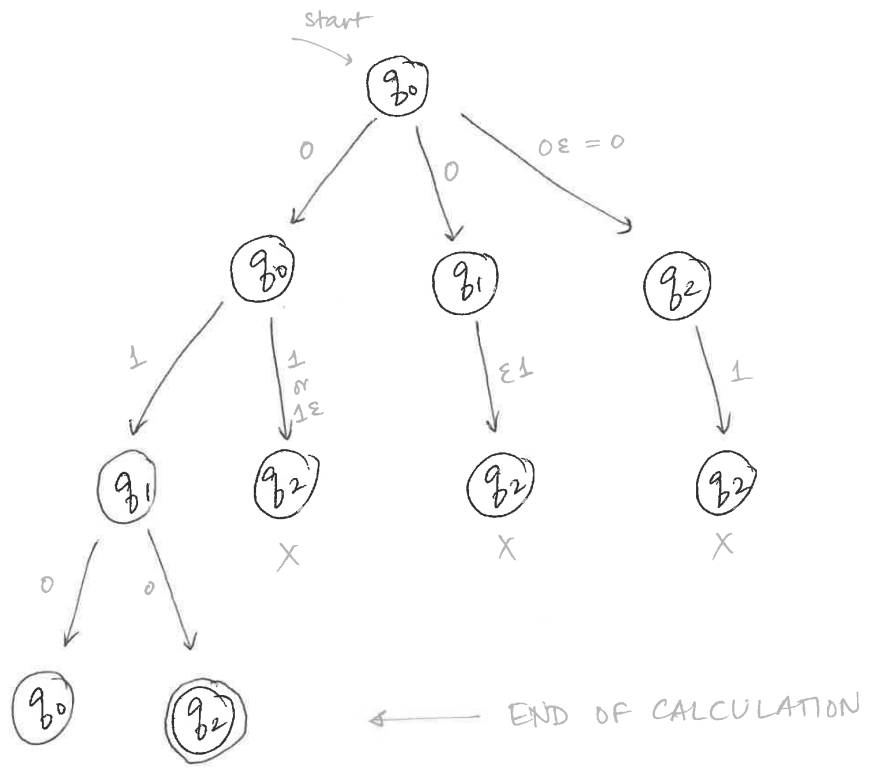 start
q₀
0 0 0ε = 0
q₀ q₁ q₂
1 1 or 1ε ε1 1
q₁ q₂ q₂ q₂
X X X
0 0
q₀ q₂ END OF CALCULATION